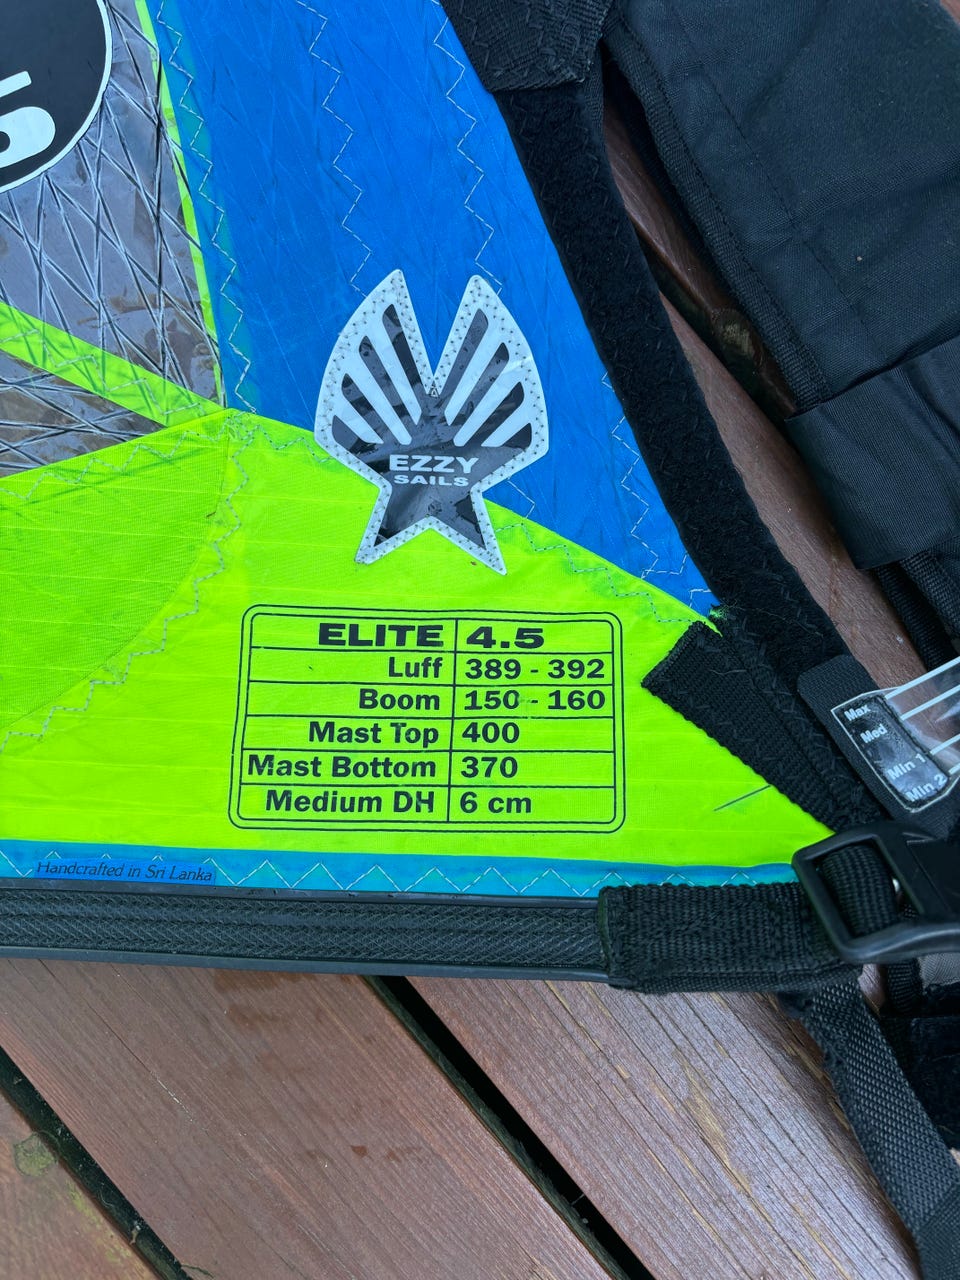 5
EZZY
SAILS
ELITE 4.5
Luff 389 - 392
Boom 150 - 160
Mast Top 400
Mast Bottom 370
Medium DH 6 cm
Max
Med
Min 1
Min 2
Handcrafted in Sri Lanka